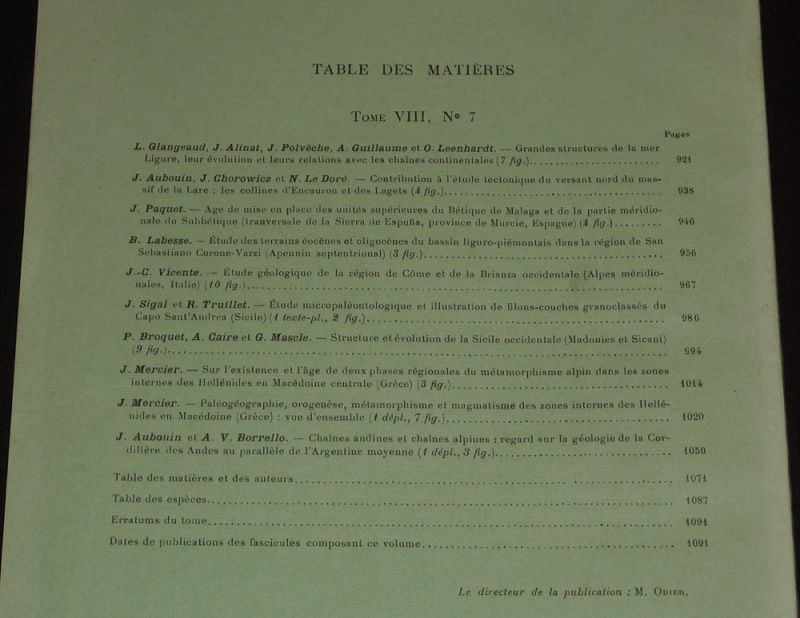 TABLE DES MATIÈRES
Tome VIII, No 7
Pages
L. Glangeaud, J. Alinat, J. Polvêche, A. Guillaume et O. Leenhardt. — Grandes structures de la mer
Ligure, leur évolution et leurs relations avec les chaînes continentales (7 fig.) 921
J. Aubouin, J. Chorowicz et N. Le Doré. — Contribution à l'étude tectonique du versant nord du mas-
sif de la Lare : les collines d'Encauron et des Lagets (4 fig.) 938
J. Paquet. — Age de mise en place des unités supérieures du Bétique de Malaga et de la partie méridio-
nale du Subbétique (tranversale de la Sierra de Espuña, province de Murcie, Espagne) (4 fig.) 946
B. Labesse. — Étude des terrains éocènes et oligocènes du bassin liguro-piémontais dans la région de San
Sebastiano Curone-Varzi (Apennin septentrional) (3 fig.) 956
J.-C. Vicente. — Étude géologique de la région de Côme et de la Brianza occidentale (Alpes méridio-
nales, Italie) (10 fig.) 967
J. Sigal et R. Truillet. — Étude micropaléontologique et illustration de filons-couches granoclassés du
Capo Sant'Andrea (Sicile) (1 texte-pl., 2 fig.) 986
P. Broquet, A. Caire et G. Mascle. — Structure et évolution de la Sicile occidentale (Madonies et Sicani)
(9 fig.) 994
J. Mercier. — Sur l'existence et l'âge de deux phases régionales du métamorphisme alpin dans les zones
internes des Hellénides en Macédoine centrale (Grèce) (3 fig.) 1014
J. Mercier. — Paléogéographie, orogenèse, métamorphisme et magmatisme des zones internes des Hellé-
nides en Macédoine (Grèce) : vue d'ensemble (1 dépl., 7 fig.) 1020
J. Aubouin et A. V. Borrello. — Chaînes andines et chaînes alpines : regard sur la géologie de la Cor-
dillère des Andes au parallèle de l'Argentine moyenne (1 dépl., 3 fig.) 1050
Table des matières et des auteurs 1071
Table des espèces 1087
Erratums du tome 1091
Dates de publications des fascicules composant ce volume 1091
Le directeur de la publication : M. Odier.